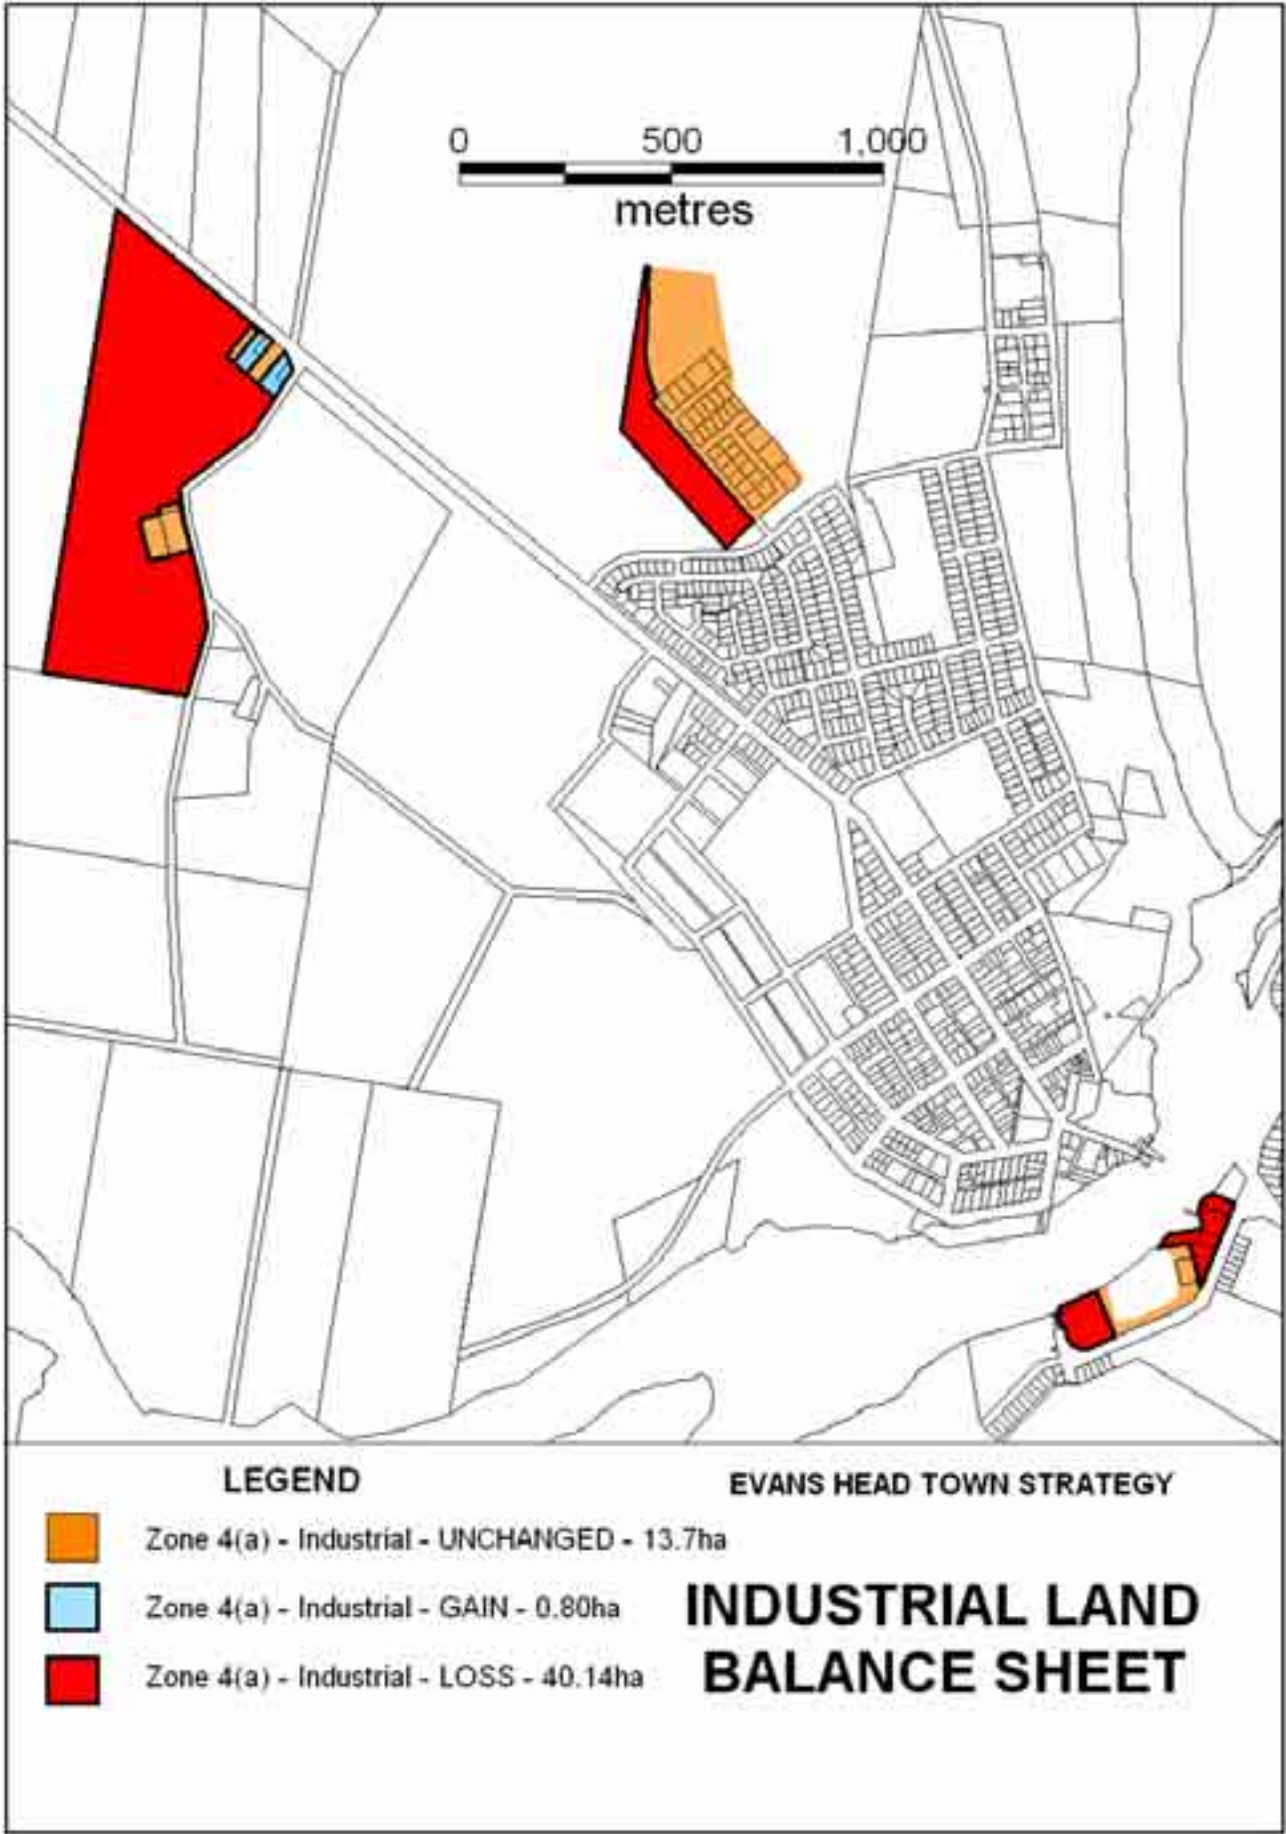 0 500 1,000
metres
LEGEND
Zone 4(a) - Industrial - UNCHANGED - 13.7ha
Zone 4(a) - Industrial - GAIN - 0.80ha
Zone 4(a) - Industrial - LOSS - 40.14ha
EVANS HEAD TOWN STRATEGY
INDUSTRIAL LAND
BALANCE SHEET